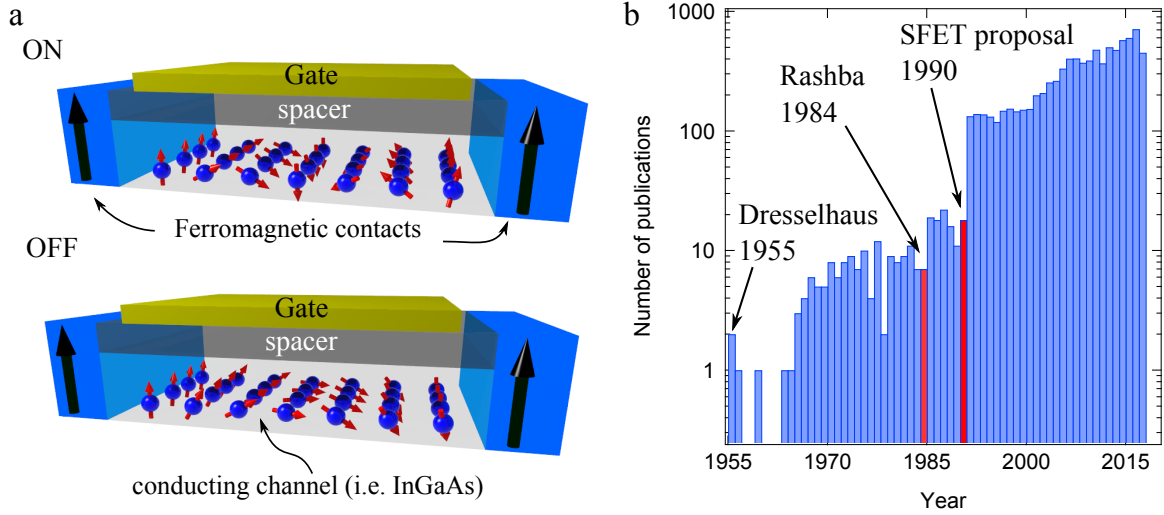 a
ON
Gate
spacer
Ferromagnetic contacts
OFF
Gate
spacer
conducting channel (i.e. InGaAs)
b
Number of publications
1000
100
10
1
SFET proposal
1990
Rashba
1984
Dresselhaus
1955
1955
1970
1985
2000
2015
Year